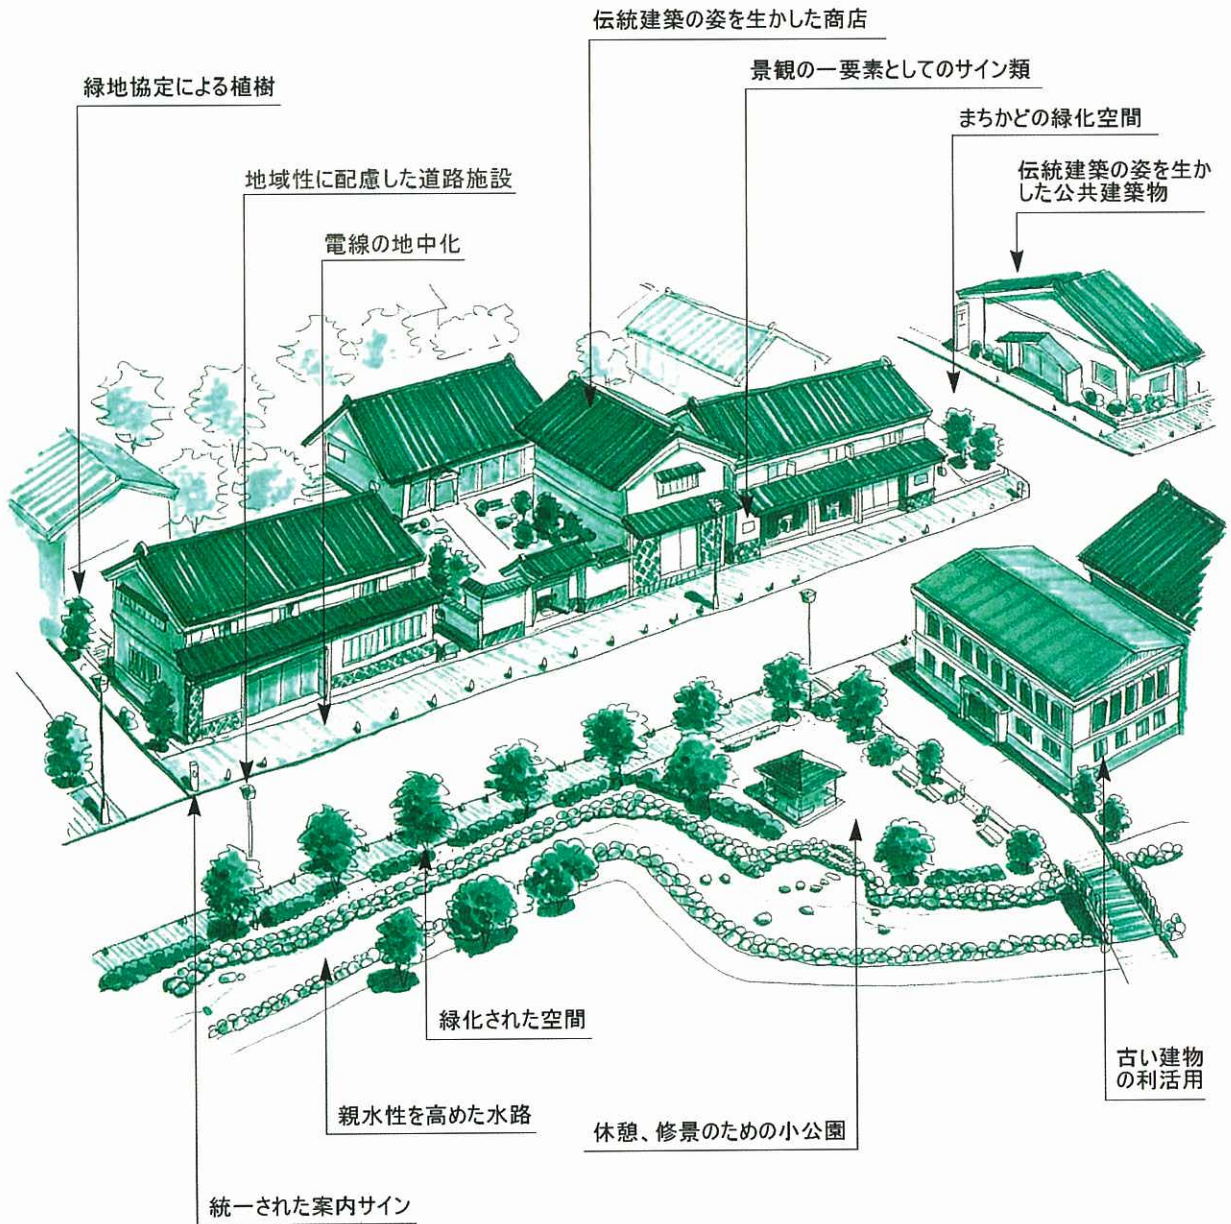 伝統建築の姿を生かした商店
景観の一要素としてのサイン類
緑地協定による植樹
まちかどの緑化空間
伝統建築の姿を生か
した公共建築物
地域性に配慮した道路施設
電線の地中化
緑化された空間
古い建物
の利活用
親水性を高めた水路
休憩、修景のための小公園
統一された案内サイン